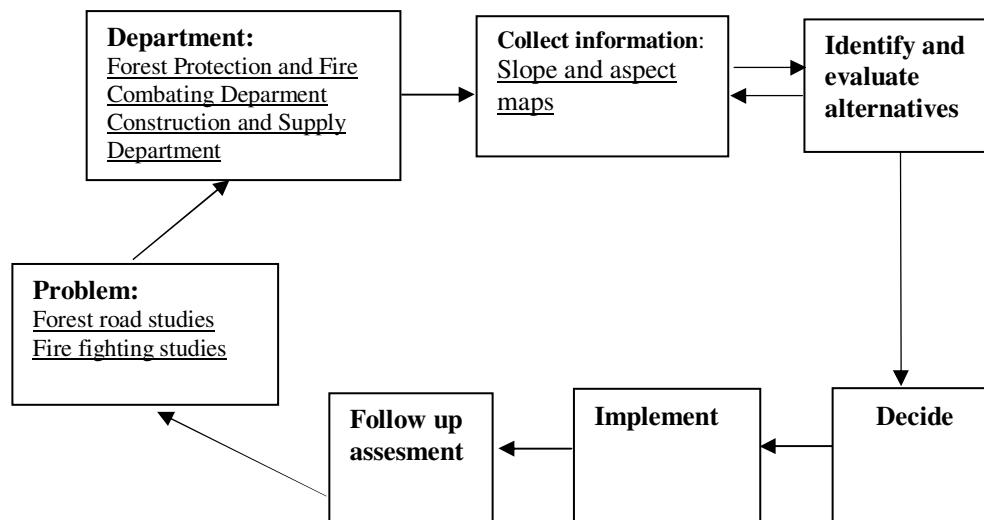 Department:
Forest Protection and Fire
Combating Deparment
Construction and Supply
Department
Collect information:
Slope and aspect
maps
Identify and
evaluate
alternatives
Problem:
Forest road studies
Fire fighting studies
Follow up
assesment
Implement
Decide